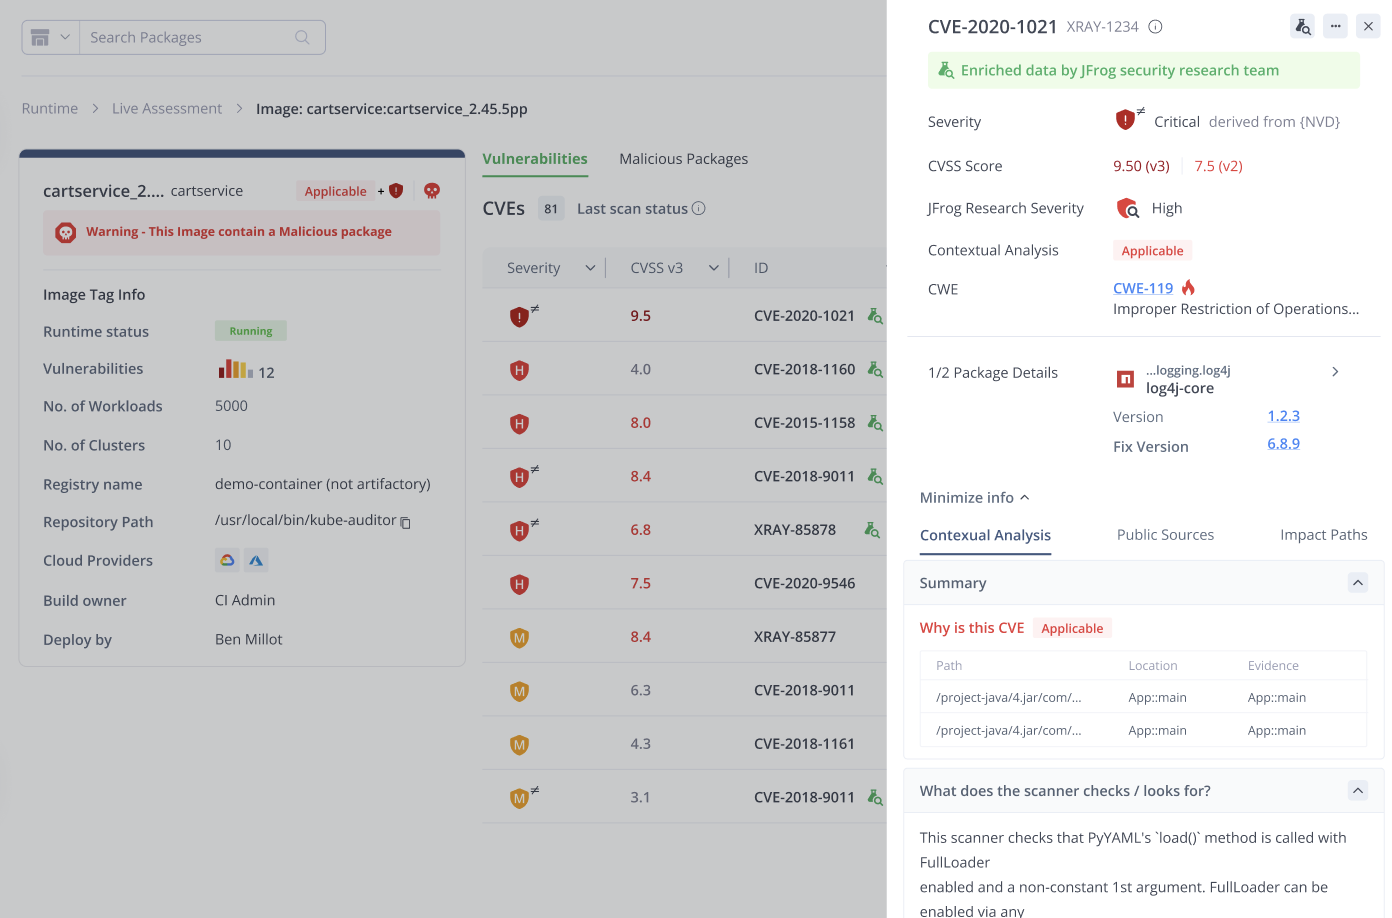 Search Packages
Runtime > Live Assessment > Image: cartservice:cartservice_2.45.5pp
cartservice_2.... cartservice Applicable +
Warning - This Image contain a Malicious package
Image Tag Info
Runtime status Running
Vulnerabilities 12
No. of Workloads 5000
No. of Clusters 10
Registry name demo-container (not artifactory)
Repository Path /usr/local/bin/kube-auditor
Cloud Providers
Build owner CI Admin
Deploy by Ben Millot
Vulnerabilities Malicious Packages
CVEs 81 Last scan status
Severity CVSS v3 ID
! ≠ 9.5 CVE-2020-1021
H 4.0 CVE-2018-1160
H 8.0 CVE-2015-1158
H ≠ 8.4 CVE-2018-9011
H ≠ 6.8 XRAY-85878
H 7.5 CVE-2020-9546
M 8.4 XRAY-85877
M 6.3 CVE-2018-9011
M 4.3 CVE-2018-1161
M ≠ 3.1 CVE-2018-9011
CVE-2020-1021 XRAY-1234
Enriched data by JFrog security research team
Severity ! ≠ Critical derived from {NVD}
CVSS Score 9.50 (v3) 7.5 (v2)
JFrog Research Severity High
Contextual Analysis Applicable
CWE CWE-119
Improper Restriction of Operations...
1/2 Package Details ...logging.log4j
log4j-core
Version 1.2.3
Fix Version 6.8.9
Minimize info
Contexual Analysis Public Sources Impact Paths
Summary
Why is this CVE Applicable
Path Location Evidence
/project-java/4.jar/com/... App::main App::main
/project-java/4.jar/com/... App::main App::main
What does the scanner checks / looks for?
This scanner checks that PyYAML's `load()` method is called with
FullLoader
enabled and a non-constant 1st argument. FullLoader can be
enabled via any